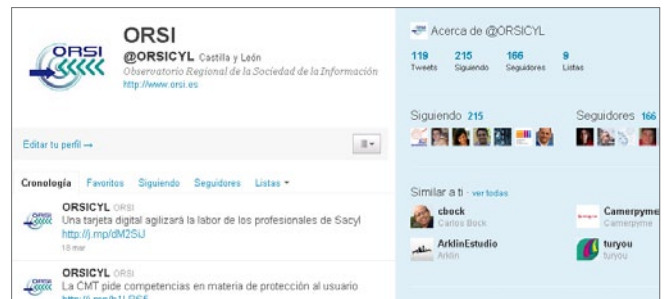 ORSI
ORSI
@ORSICYL Castilla y León
Observatorio Regional de la Sociedad de la Información
http://www.orsi.es
Editar tu perfil →
Cronología Favoritos Siguiendo Seguidores Listas
ORSICYL ORSI
Una tarjeta digital agilizará la labor de los profesionales de Sacyl
http://j.mp/dM2SiJ
18 mar
ORSICYL ORSI
La CMT pide competencias en materia de protección al usuario
Acerca de @ORSICYL
119 215 166 9
Tweets Siguiendo Seguidores Listas
Siguiendo 215 Seguidores 166
Similar a ti · ver todas
cbock
Carlos Bock
Camerpyme
Camerpyme
ArklinEstudio
Arklin
turyou
turyou